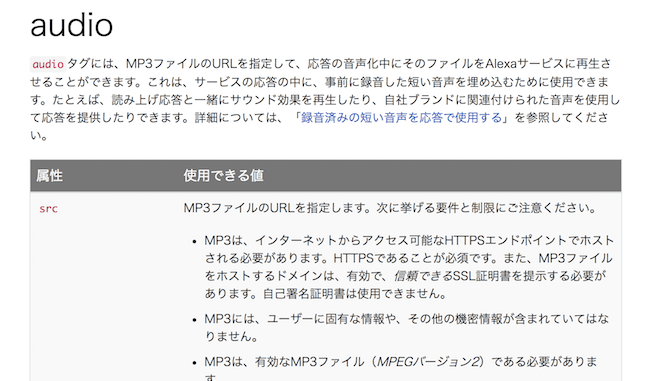 audio
audioタグには、MP3ファイルのURLを指定して、応答の音声化中にそのファイルをAlexaサービスに再生さ
せることができます。これは、サービスの応答の中に、事前に録音した短い音声を埋め込むために使用できま
す。たとえば、読み上げ応答と一緒にサウンド効果を再生したり、自社ブランドに関連付けられた音声を使用し
て応答を提供したりできます。詳細については、「録音済みの短い音声を応答で使用する」を参照してくださ
い。
属性 使用できる値
src MP3ファイルのURLを指定します。次に挙げる要件と制限にご注意ください。
• MP3は、インターネットからアクセス可能なHTTPSエンドポイントでホスト
される必要があります。HTTPSであることが必須です。また、MP3ファイル
をホストするドメインは、有効で、信頼できるSSL証明書を提示する必要が
あります。自己署名証明書は使用できません。
• MP3には、ユーザーに固有な情報や、その他の機密情報が含まれていてはな
りません。
• MP3は、有効なMP3ファイル（MPEGバージョン2）である必要がありま
す